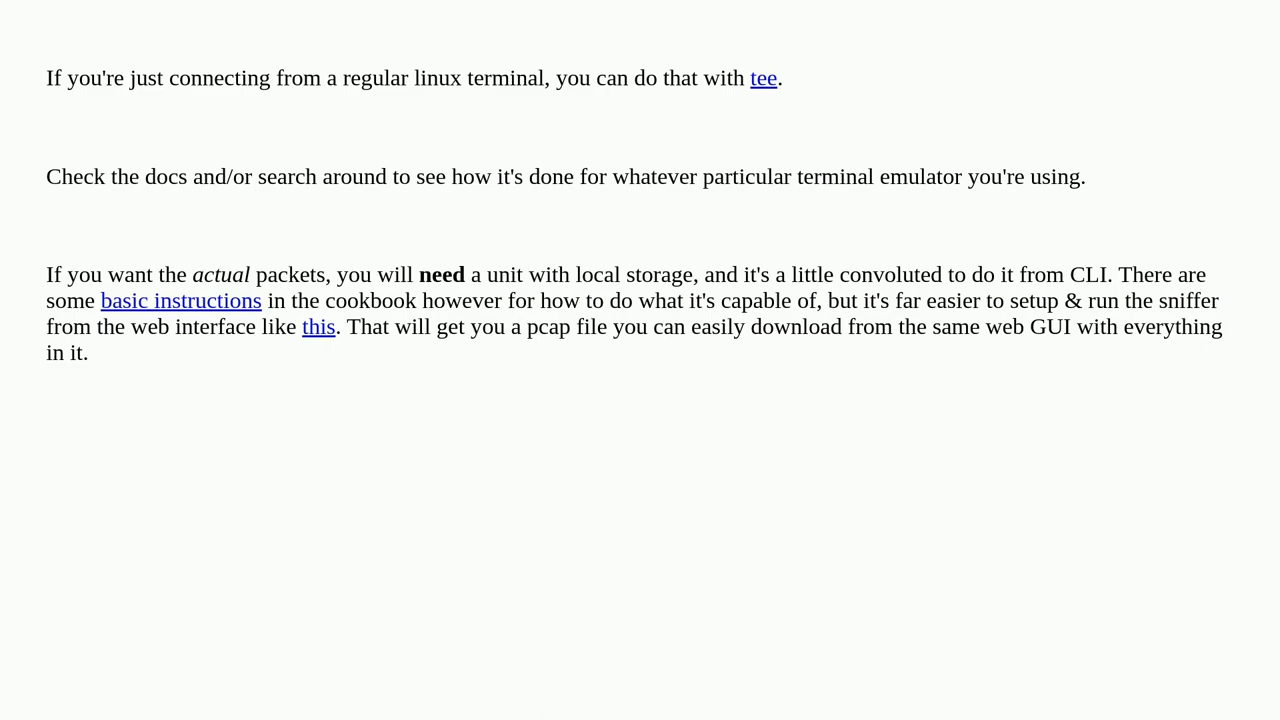 If you're just connecting from a regular linux terminal, you can do that with tee.
Check the docs and/or search around to see how it's done for whatever particular terminal emulator you're using.
If you want the actual packets, you will need a unit with local storage, and it's a little convoluted to do it from CLI. There are
some basic instructions in the cookbook however for how to do what it's capable of, but it's far easier to setup & run the sniffer
from the web interface like this. That will get you a pcap file you can easily download from the same web GUI with everything
in it.